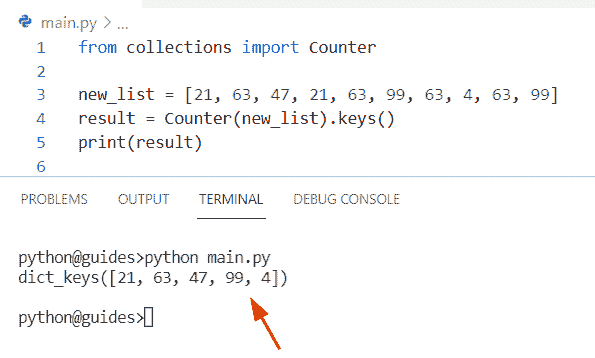 main.py > ...
1 from collections import Counter
2
3 new_list = [21, 63, 47, 21, 63, 99, 63, 4, 63, 99]
4 result = Counter(new_list).keys()
5 print(result)
6
PROBLEMS OUTPUT TERMINAL DEBUG CONSOLE
python@guides>python main.py
dict_keys([21, 63, 47, 99, 4])
python@guides>